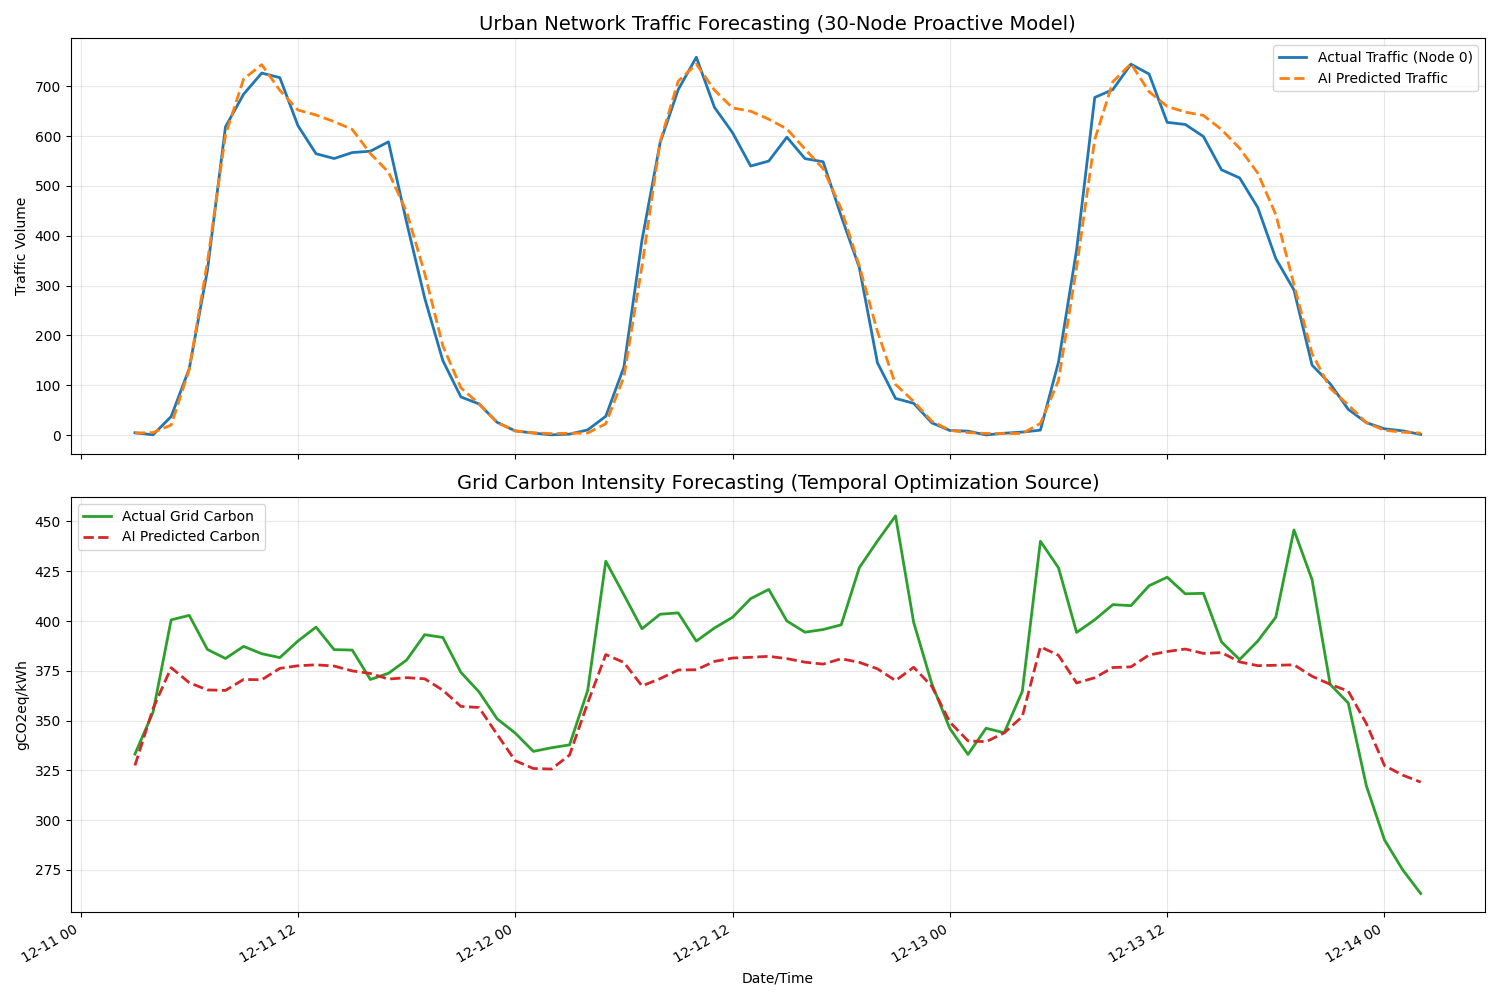 Urban Network Traffic Forecasting (30-Node Proactive Model)
Actual Traffic (Node 0)
AI Predicted Traffic
Traffic Volume
700
600
500
400
300
200
100
0
Grid Carbon Intensity Forecasting (Temporal Optimization Source)
Actual Grid Carbon
AI Predicted Carbon
gCO2eq/kWh
450
425
400
375
350
325
300
275
12-11 00
12-11 12
12-12 00
12-12 12
12-13 00
12-13 12
12-14 00
Date/Time